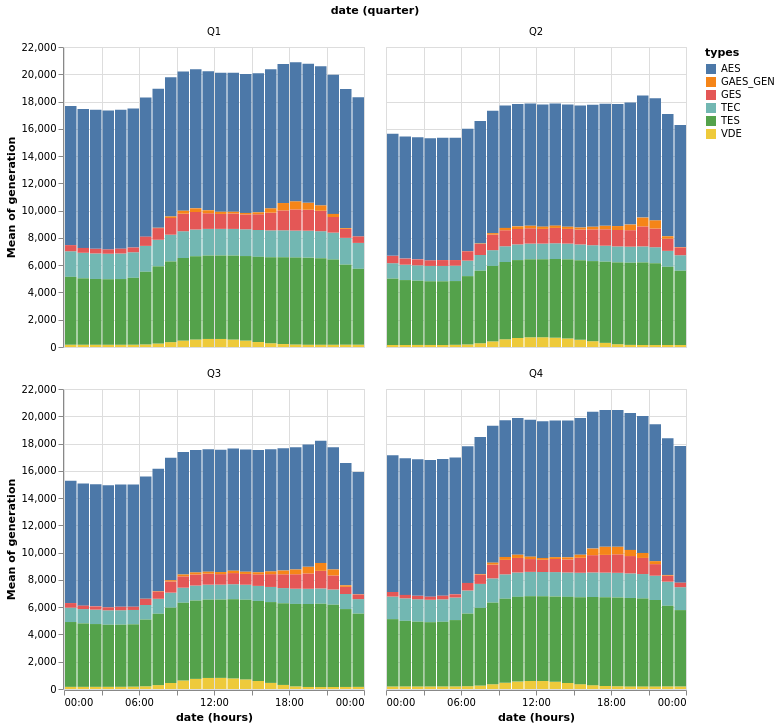 date (quarter)
Q1
Q2
22,000
20,000
18,000
16,000
14,000
12,000
10,000
8,000
6,000
4,000
2,000
0
Mean of generation
types
AES
GAES_GEN
GES
TEC
TES
VDE
Q3
Q4
22,000
20,000
18,000
16,000
14,000
12,000
10,000
8,000
6,000
4,000
2,000
0
Mean of generation
00:00 06:00 12:00 18:00 00:00
00:00 06:00 12:00 18:00 00:00
date (hours)
date (hours)